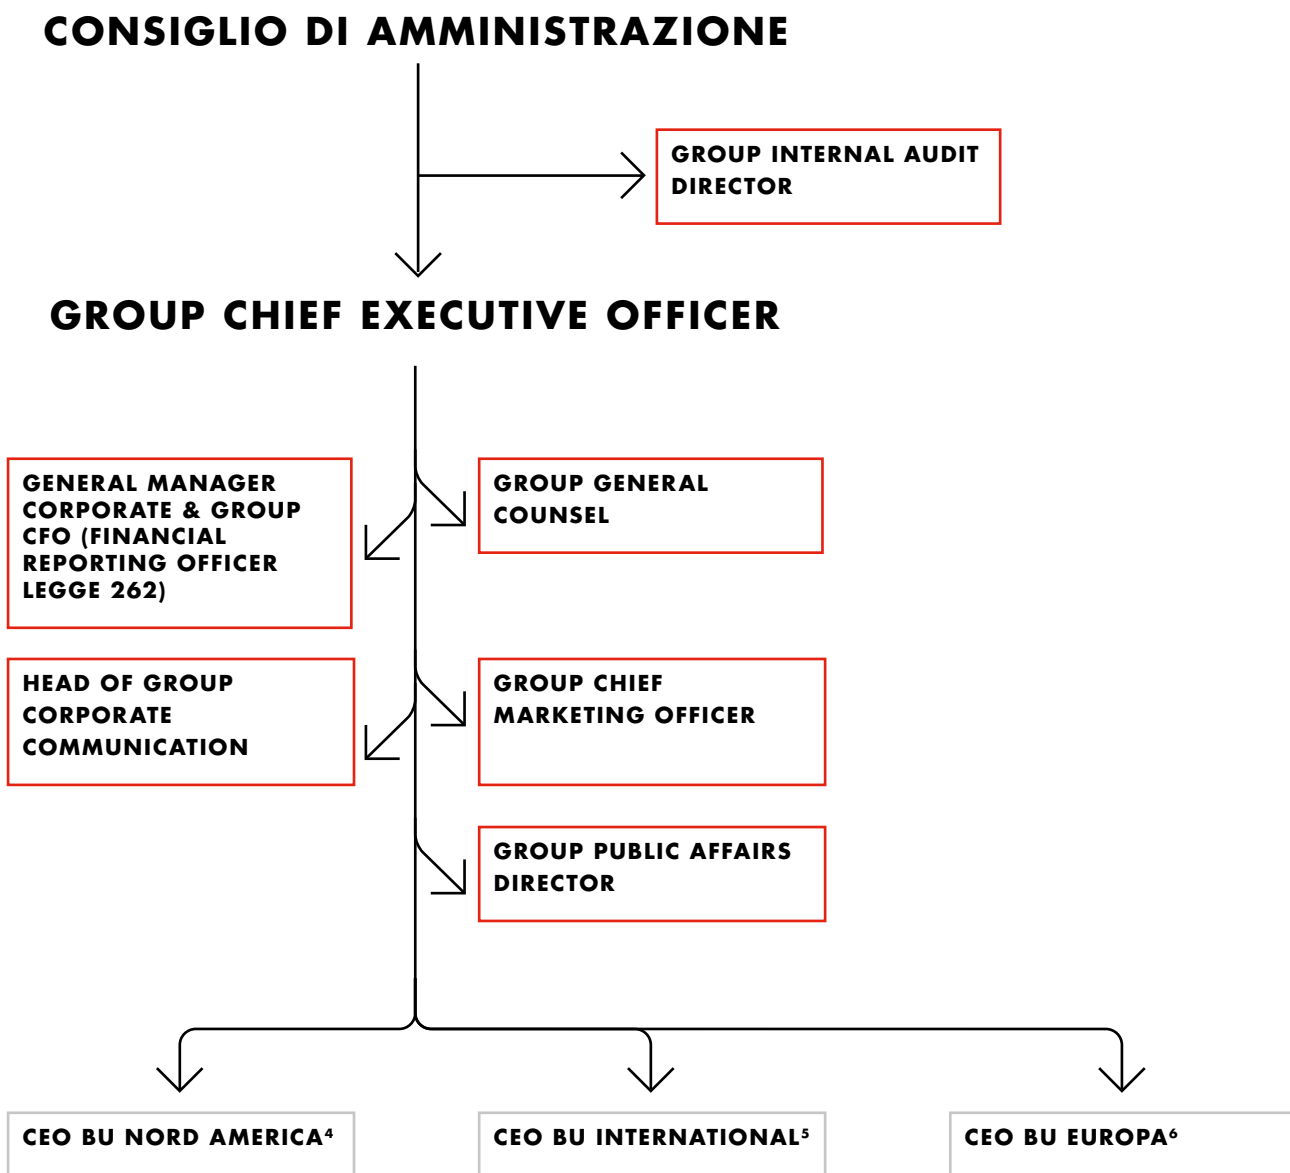 CONSIGLIO DI AMMINISTRAZIONE
GROUP INTERNAL AUDIT
DIRECTOR
GROUP CHIEF EXECUTIVE OFFICER
GENERAL MANAGER
CORPORATE & GROUP
CFO (FINANCIAL
REPORTING OFFICER
LEGGE 262)
GROUP GENERAL
COUNSEL
HEAD OF GROUP
CORPORATE
COMMUNICATION
GROUP CHIEF
MARKETING OFFICER
GROUP PUBLIC AFFAIRS
DIRECTOR
CEO BU NORD AMERICA⁴
CEO BU INTERNATIONAL⁵
CEO BU EUROPA⁶